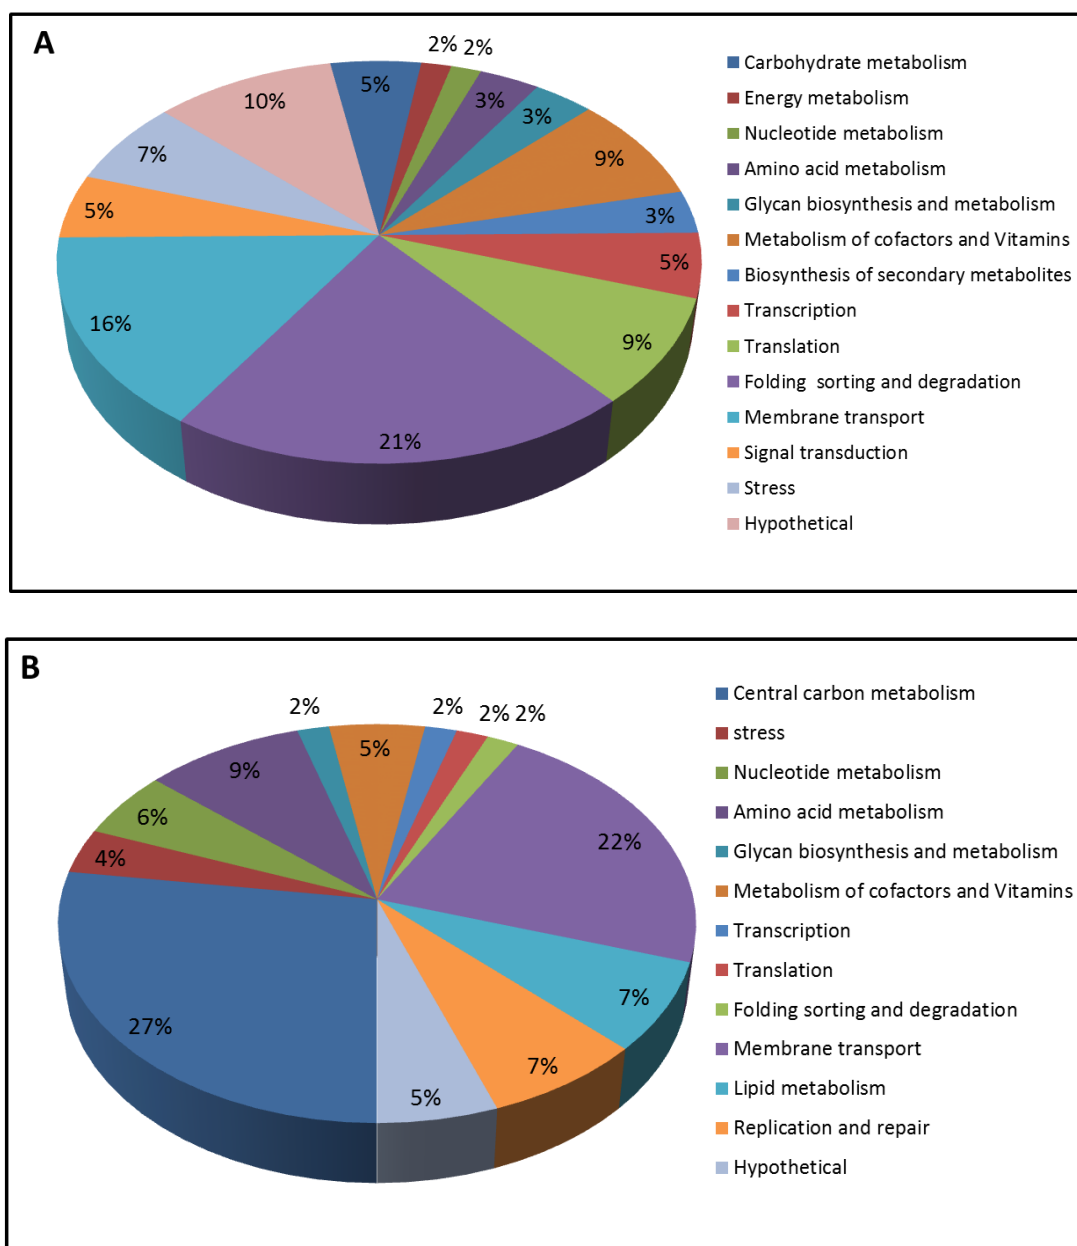 A
2% 2%
5%
3%
3%
10%
9%
7%
3%
5%
5%
16%
9%
21%
Carbohydrate metabolism
Energy metabolism
Nucleotide metabolism
Amino acid metabolism
Glycan biosynthesis and metabolism
Metabolism of cofactors and Vitamins
Biosynthesis of secondary metabolites
Transcription
Translation
Folding sorting and degradation
Membrane transport
Signal transduction
Stress
Hypothetical
B
2%
2%
2% 2%
5%
9%
6%
22%
4%
7%
27%
7%
5%
Central carbon metabolism
stress
Nucleotide metabolism
Amino acid metabolism
Glycan biosynthesis and metabolism
Metabolism of cofactors and Vitamins
Transcription
Translation
Folding sorting and degradation
Membrane transport
Lipid metabolism
Replication and repair
Hypothetical